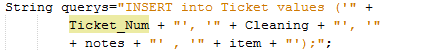 String querys="INSERT into Ticket values ('" +
Ticket_Num + "', '" + Cleaning + "', '"
+ notes + "' , '" + item + "');";